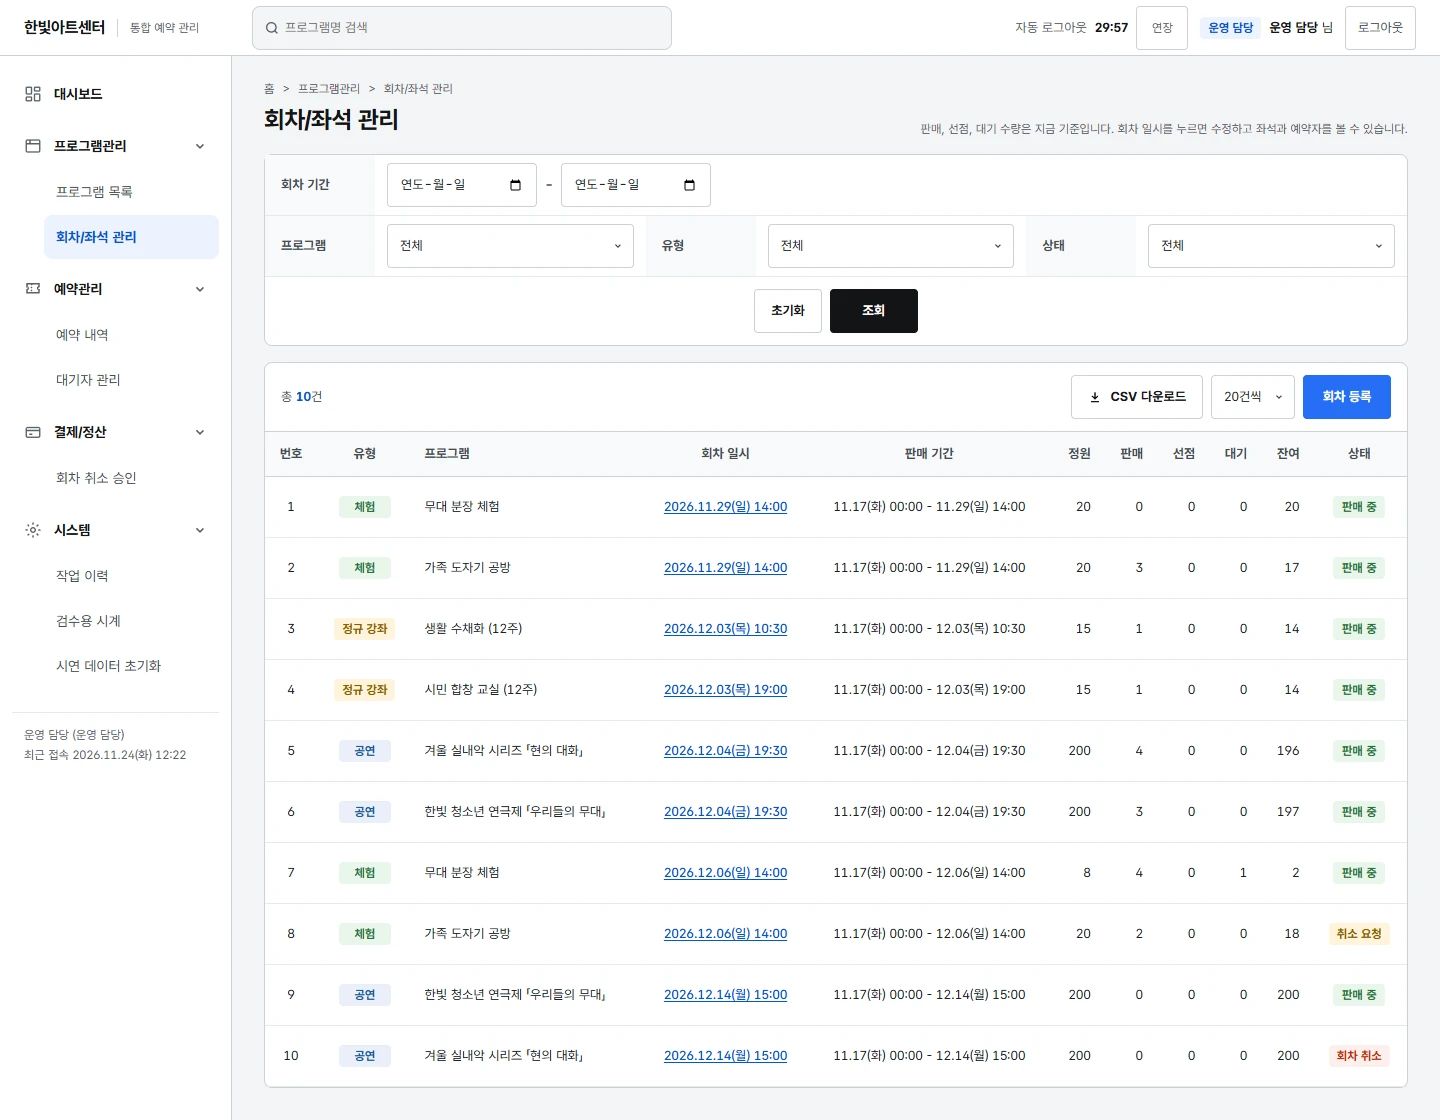 한빛아트센터 통합 예약 관리 프로그램명 검색 자동 로그아웃 29:57 연장 운영 담당 운영 담당 님 로그아웃
대시보드
프로그램관리
프로그램 목록
회차/좌석 관리
예약관리
예약 내역
대기자 관리
결제/정산
회차 취소 승인
시스템
작업 이력
검수용 시계
시연 데이터 초기화
운영 담당 (운영 담당)
최근 접속 2026.11.24(화) 12:22
홈 > 프로그램관리 > 회차/좌석 관리
회차/좌석 관리
판매, 선점, 대기 수량은 지금 기준입니다. 회차 일시를 누르면 수정하고 좌석과 예약자를 볼 수 있습니다.
회차 기간 연도-월-일 - 연도-월-일
프로그램 전체 유형 전체 상태 전체
초기화 조회
총 10건 CSV 다운로드 20건씩 회차 등록
번호 유형 프로그램 회차 일시 판매 기간 정원 판매 선점 대기 잔여 상태
1 체험 무대 분장 체험 2026.11.29(일) 14:00 11.17(화) 00:00 - 11.29(일) 14:00 20 0 0 0 20 판매 중
2 체험 가족 도자기 공방 2026.11.29(일) 14:00 11.17(화) 00:00 - 11.29(일) 14:00 20 3 0 0 17 판매 중
3 정규 강좌 생활 수채화 (12주) 2026.12.03(목) 10:30 11.17(화) 00:00 - 12.03(목) 10:30 15 1 0 0 14 판매 중
4 정규 강좌 시민 합창 교실 (12주) 2026.12.03(목) 19:00 11.17(화) 00:00 - 12.03(목) 19:00 15 1 0 0 14 판매 중
5 공연 겨울 실내악 시리즈 「현의 대화」 2026.12.04(금) 19:30 11.17(화) 00:00 - 12.04(금) 19:30 200 4 0 0 196 판매 중
6 공연 한빛 청소년 연극제 「우리들의 무대」 2026.12.04(금) 19:30 11.17(화) 00:00 - 12.04(금) 19:30 200 3 0 0 197 판매 중
7 체험 무대 분장 체험 2026.12.06(일) 14:00 11.17(화) 00:00 - 12.06(일) 14:00 8 4 0 1 2 판매 중
8 체험 가족 도자기 공방 2026.12.06(일) 14:00 11.17(화) 00:00 - 12.06(일) 14:00 20 2 0 0 18 취소 요청
9 공연 한빛 청소년 연극제 「우리들의 무대」 2026.12.14(월) 15:00 11.17(화) 00:00 - 12.14(월) 15:00 200 0 0 0 200 판매 중
10 공연 겨울 실내악 시리즈 「현의 대화」 2026.12.14(월) 15:00 11.17(화) 00:00 - 12.14(월) 15:00 200 0 0 0 200 회차 취소